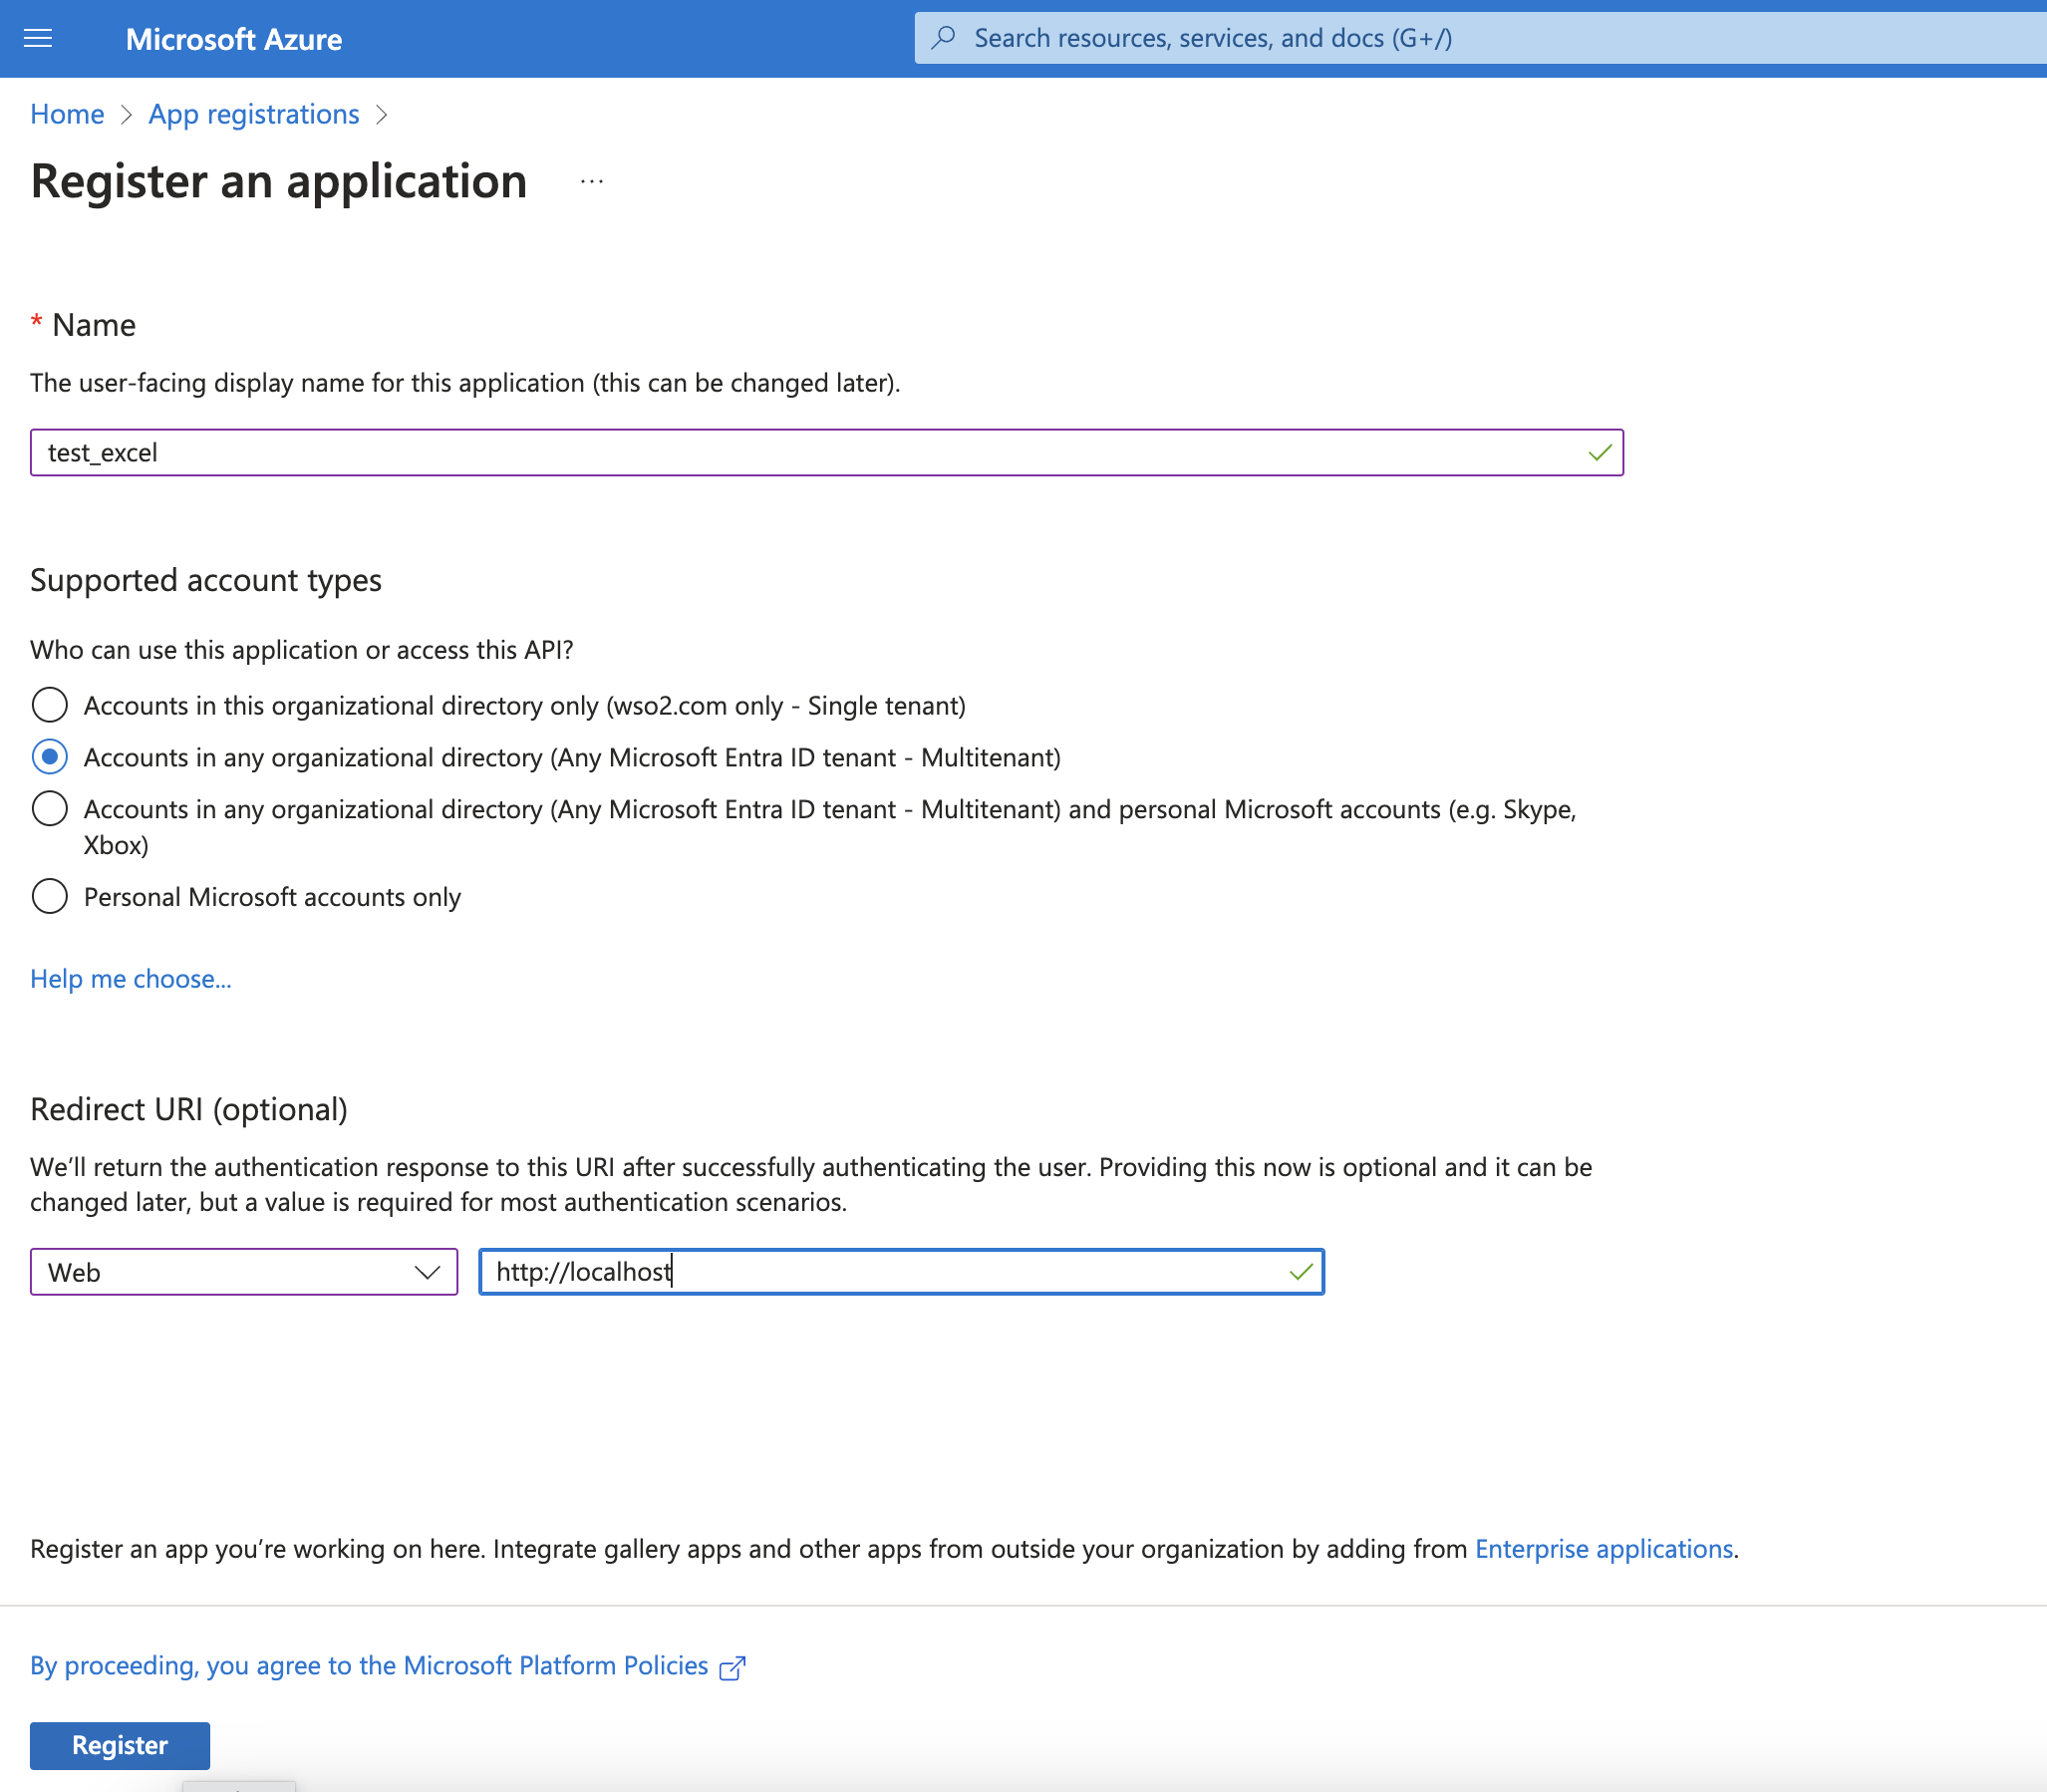 Microsoft Azure
Search resources, services, and docs (G+/)
Home > App registrations >
Register an application ...
* Name
The user-facing display name for this application (this can be changed later).
test_excel
Supported account types
Who can use this application or access this API?
Accounts in this organizational directory only (wso2.com only - Single tenant)
Accounts in any organizational directory (Any Microsoft Entra ID tenant - Multitenant)
Accounts in any organizational directory (Any Microsoft Entra ID tenant - Multitenant) and personal Microsoft accounts (e.g. Skype,
Xbox)
Personal Microsoft accounts only
Help me choose...
Redirect URI (optional)
We’ll return the authentication response to this URI after successfully authenticating the user. Providing this now is optional and it can be
changed later, but a value is required for most authentication scenarios.
Web
http://localhost
Register an app you’re working on here. Integrate gallery apps and other apps from outside your organization by adding from Enterprise applications.
By proceeding, you agree to the Microsoft Platform Policies
Register